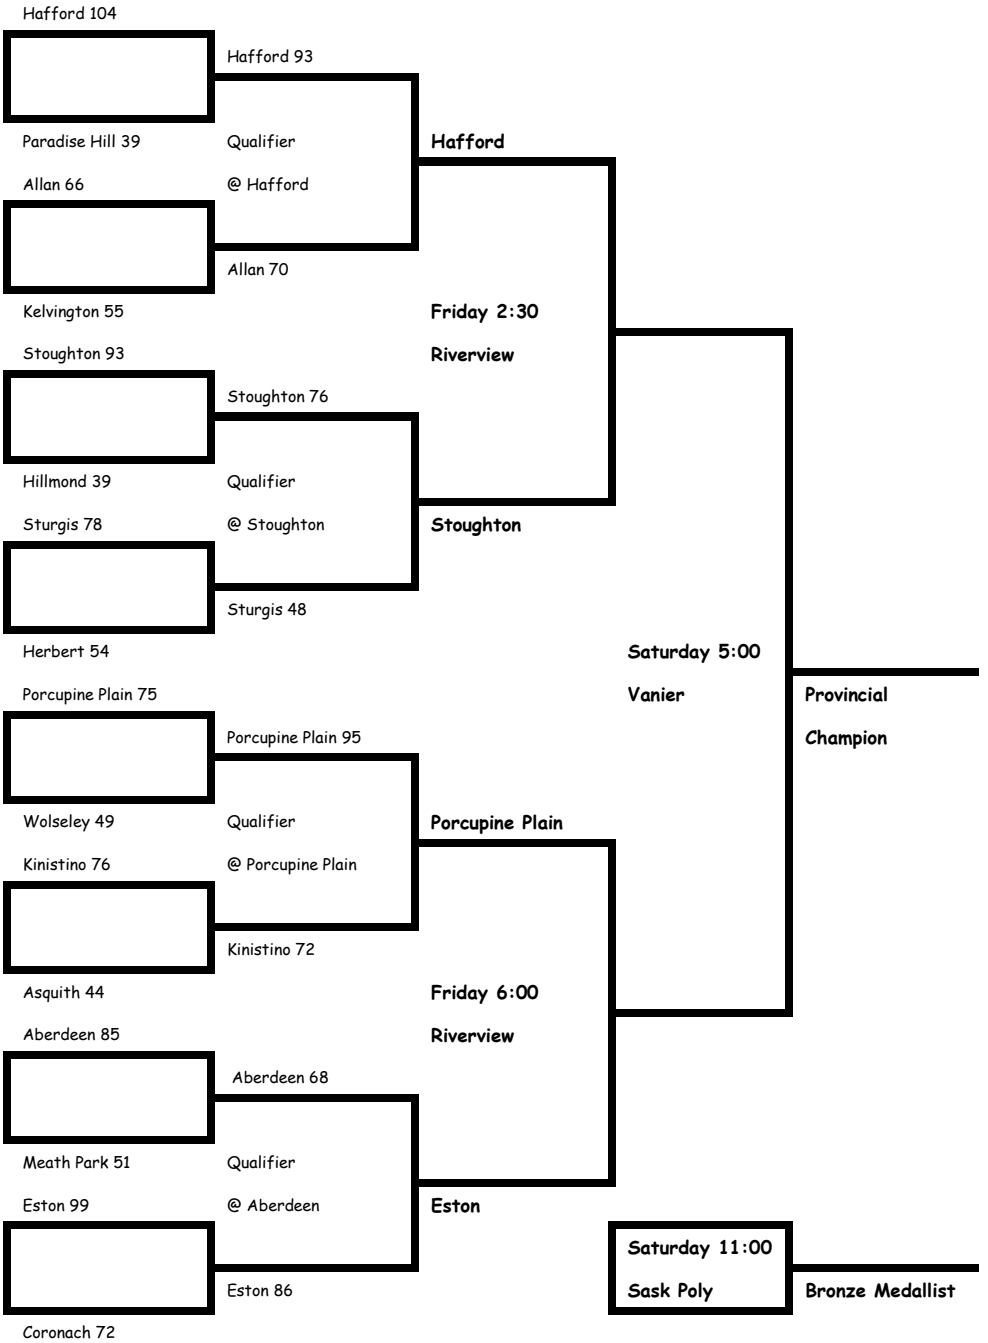 Hafford 104
Hafford 93
Paradise Hill 39
Qualifier
Hafford
Allan 66
@ Hafford
Allan 70
Kelvington 55
Friday 2:30
Stoughton 93
Riverview
Stoughton 76
Hillmond 39
Qualifier
Sturgis 78
@ Stoughton
Stoughton
Sturgis 48
Herbert 54
Saturday 5:00
Porcupine Plain 75
Vanier
Provincial
Porcupine Plain 95
Champion
Wolseley 49
Qualifier
Porcupine Plain
Kinistino 76
@ Porcupine Plain
Kinistino 72
Asquith 44
Friday 6:00
Aberdeen 85
Riverview
Aberdeen 68
Meath Park 51
Qualifier
Eston 99
@ Aberdeen
Eston
Saturday 11:00
Eston 86
Sask Poly
Bronze Medallist
Coronach 72